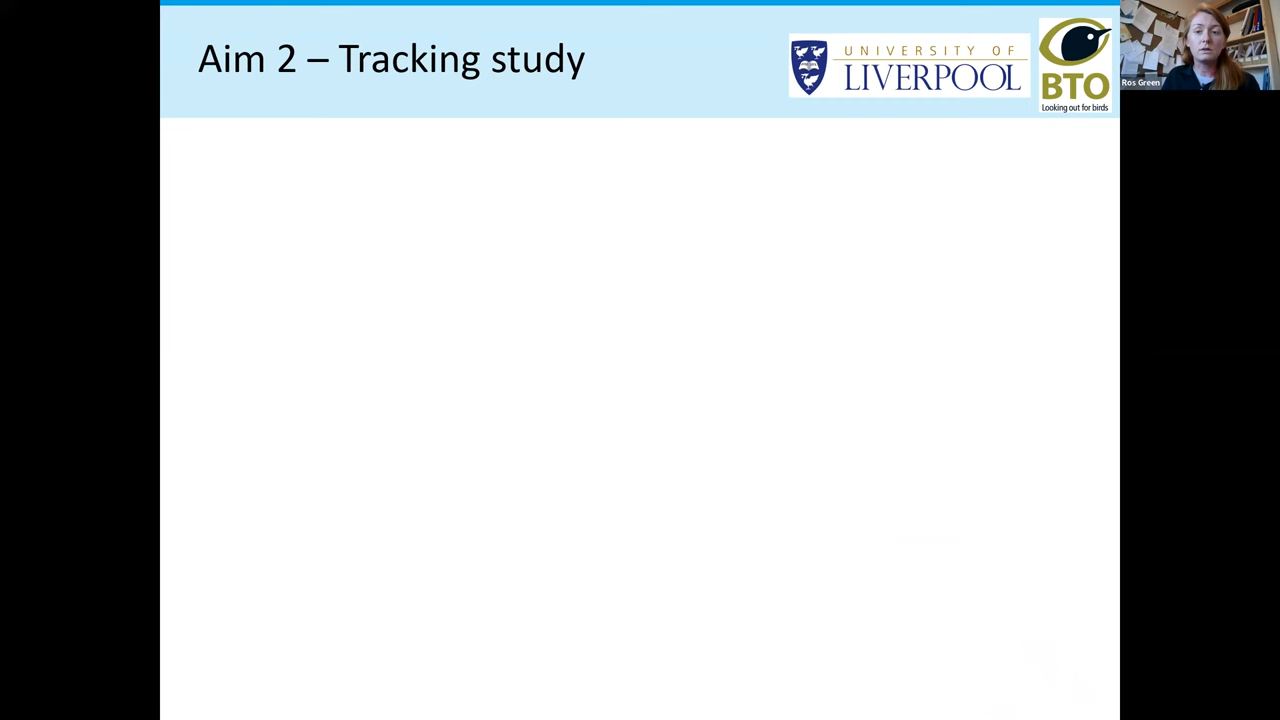 Aim 2 – Tracking study
UNIVERSITY OF
LIVERPOOL
BTO
Looking out for birds
Ros Green